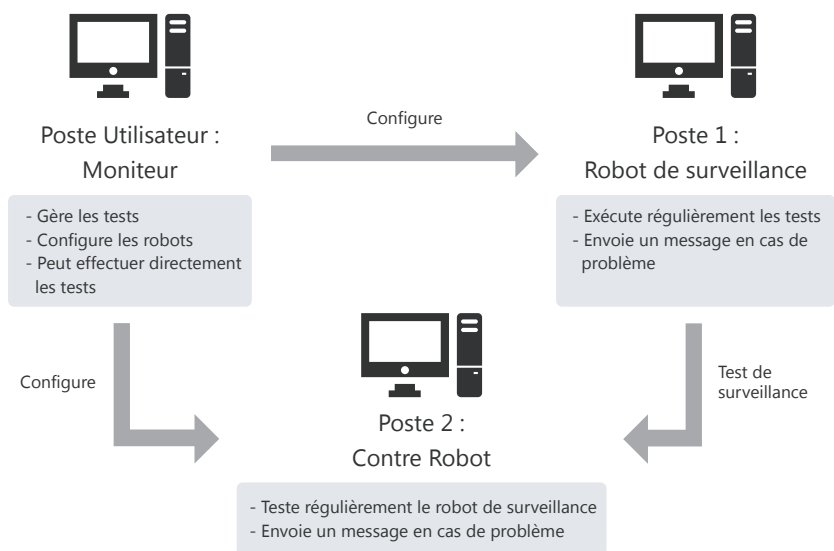 Poste Utilisateur :
Moniteur
- Gère les tests
- Configure les robots
- Peut effectuer directement
les tests
Configure
Poste 1 :
Robot de surveillance
- Exécute régulièrement les tests
- Envoie un message en cas de
problème
Configure
Test de
surveillance
Poste 2 :
Contre Robot
- Teste régulièrement le robot de surveillance
- Envoie un message en cas de problème